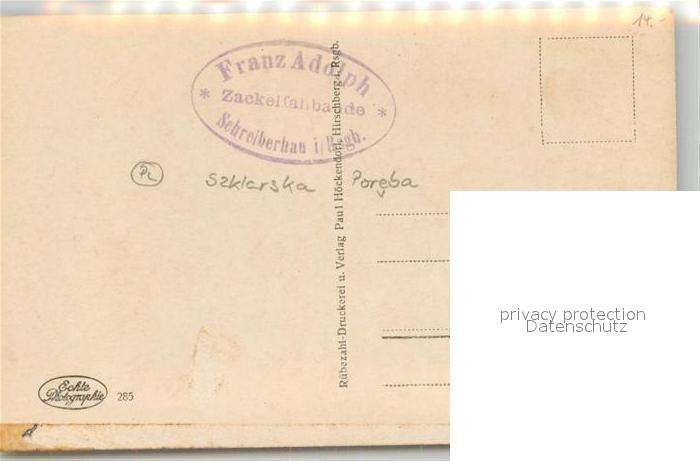 14.-
Franz Adolph
* Zackelfallbaude *
Schreiberhau i/Rsgb.
PL Szklarska Poręba
Rübezahl-Druckerei u. Verlag Paul Höckendorf, Hirschberg i. Rsgb.
privacy protection
Datenschutz
Echte
Photographie
285